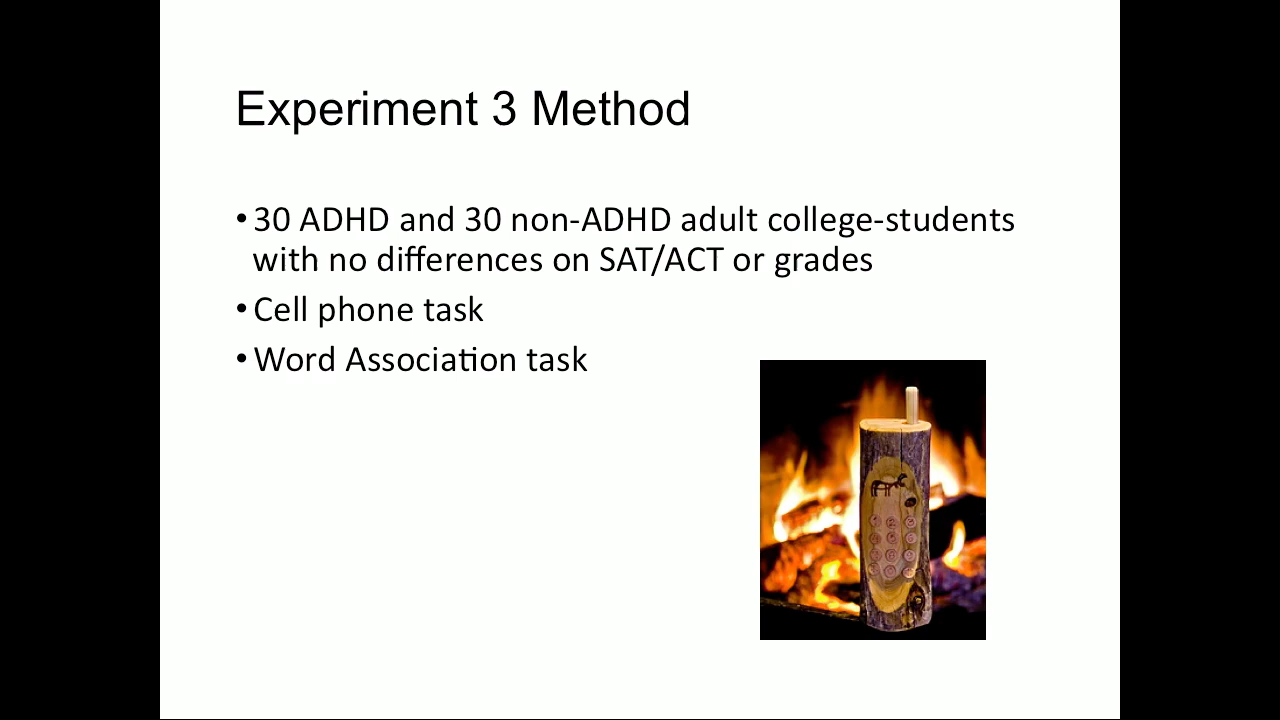 Experiment 3 Method
• 30 ADHD and 30 non-ADHD adult college-students
with no differences on SAT/ACT or grades
• Cell phone task
• Word Association task